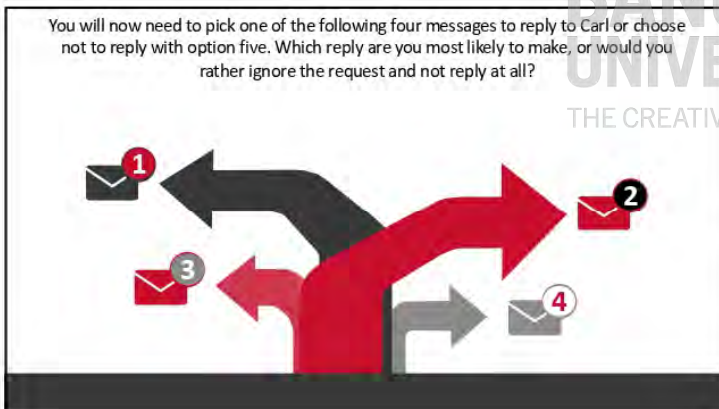 You will now need to pick one of the following four messages to reply to Carl or choose
not to reply with option five. Which reply are you most likely to make, or would you
rather ignore the request and not reply at all?
THE
1
2
3
4